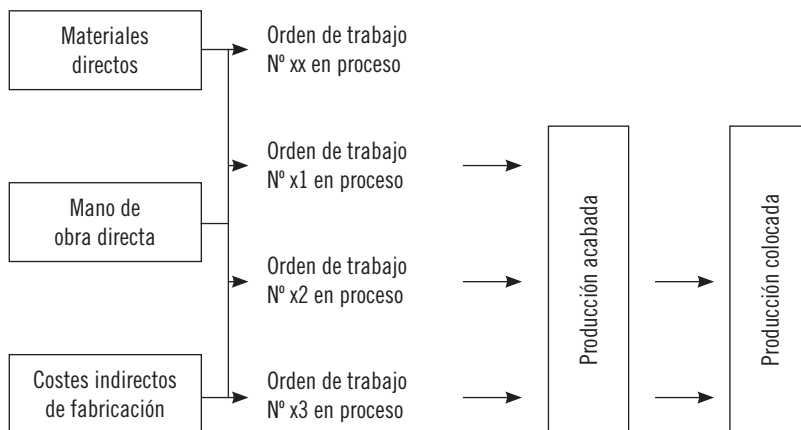 Materiales
directos
Orden de trabajo
Nº xx en proceso
Orden de trabajo
Nº x1 en proceso
Mano de
obra directa
Orden de trabajo
Nº x2 en proceso
Costes indirectos
de fabricación
Orden de trabajo
Nº x3 en proceso
Producción acabada
Producción colocada